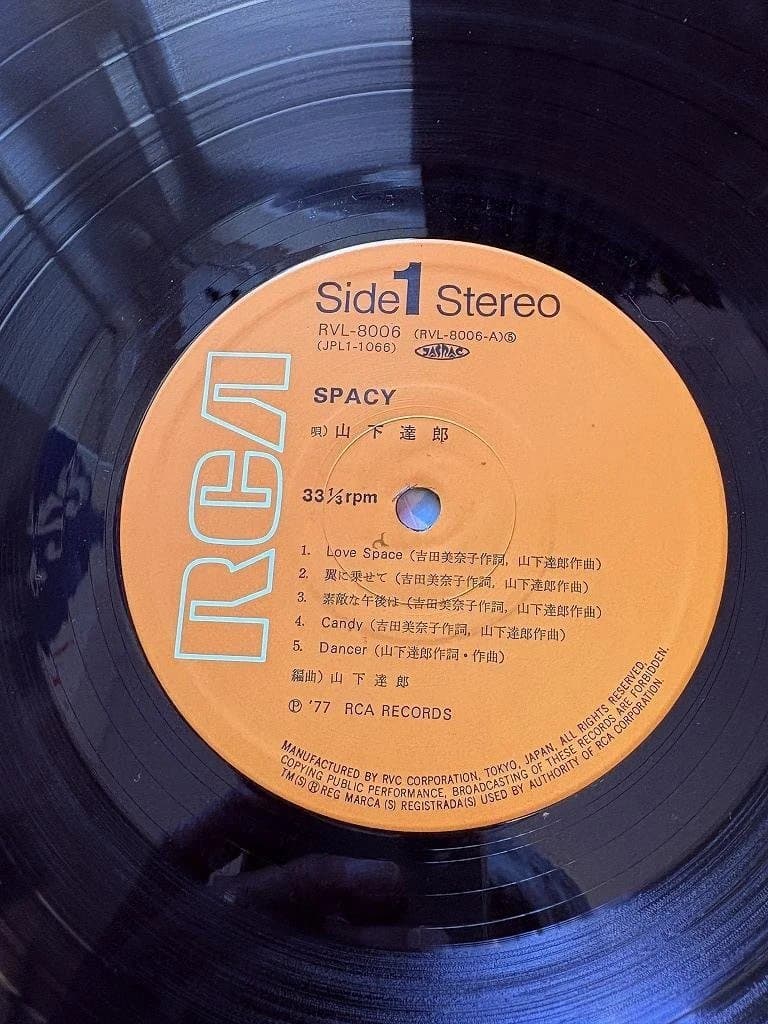 Side 1 Stereo
RVL-8006 (RVL-8006-A)⑤
(JPL1-1066) JASRAC
SPACY
唄) 山下達郎
33⅓rpm
1. Love Space (吉田美奈子作詞, 山下達郎作曲)
2. 翼に乗せて (吉田美奈子作詞, 山下達郎作曲)
3. 素敵な午後は (吉田美奈子作詞, 山下達郎作曲)
4. Candy (吉田美奈子作詞, 山下達郎作曲)
5. Dancer (山下達郎作詞・作曲)
編曲) 山下達郎
Ⓟ '77 RCA RECORDS
RCA
MANUFACTURED BY RVC CORPORATION, TOKYO, JAPAN, ALL RIGHTS RESERVED,
COPYING PUBLIC PERFORMANCE, BROADCASTING OF THESE RECORDS ARE FORBIDDEN.
TM(S) ® REG MARCA (S) REGISTRADA(S) USED BY AUTHORITY OF RCA CORPORATION.